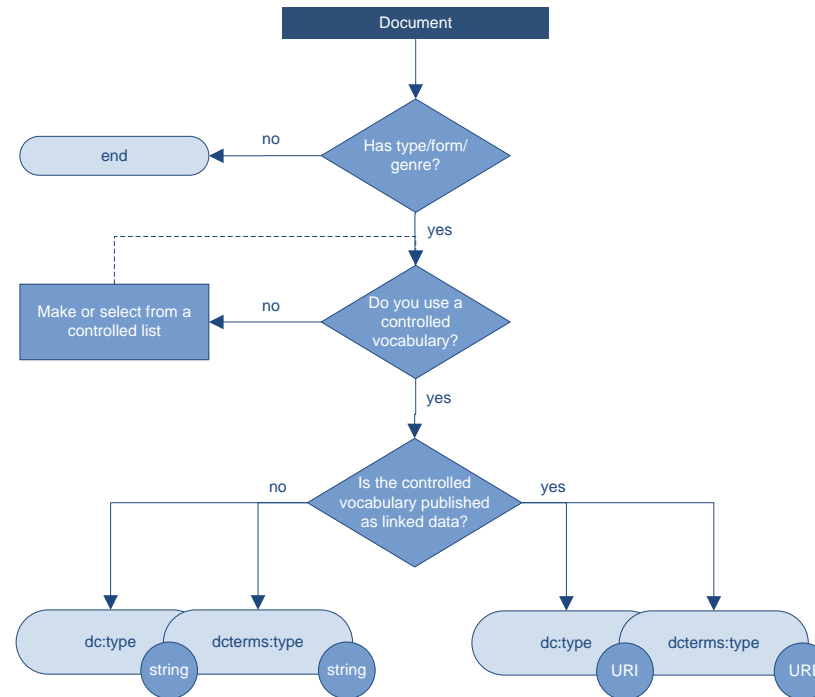 Document
Has type/form/
genre?
no
end
yes
Do you use a
controlled
vocabulary?
no
Make or select from a
controlled list
yes
Is the controlled
vocabulary published
as linked data?
no
yes
dc:type
dcterms:type
dc:type
dcterms:type
string
string
URI
URI